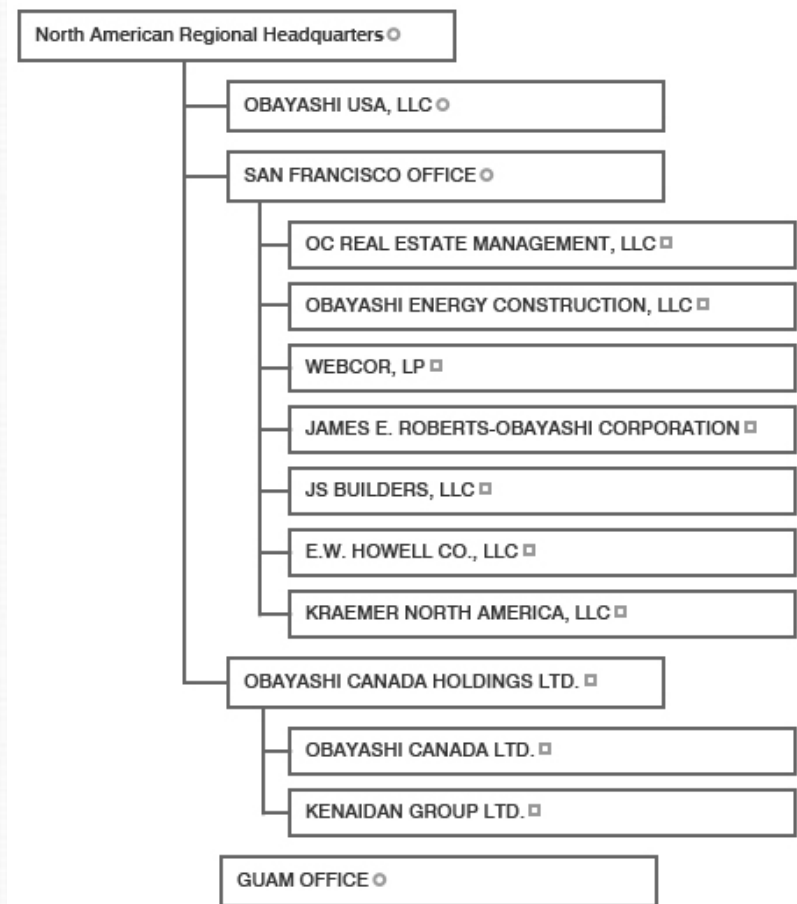 North American Regional Headquarters
OBAYASHI USA, LLC
SAN FRANCISCO OFFICE
OC REAL ESTATE MANAGEMENT, LLC
OBAYASHI ENERGY CONSTRUCTION, LLC
WEBCOR, LP
JAMES E. ROBERTS-OBAYASHI CORPORATION
JS BUILDERS, LLC
E.W. HOWELL CO., LLC
KRAEMER NORTH AMERICA, LLC
OBAYASHI CANADA HOLDINGS LTD.
OBAYASHI CANADA LTD.
KENAIDAN GROUP LTD.
GUAM OFFICE